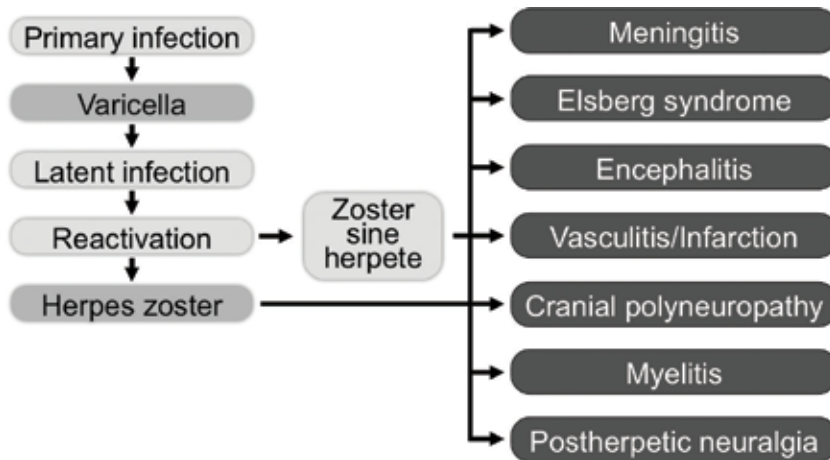 Primary infection
Varicella
Latent infection
Reactivation
Herpes zoster
Zoster
sine
herpete
Meningitis
Elsberg syndrome
Encephalitis
Vasculitis/Infarction
Cranial polyneuropathy
Myelitis
Postherpetic neuralgia